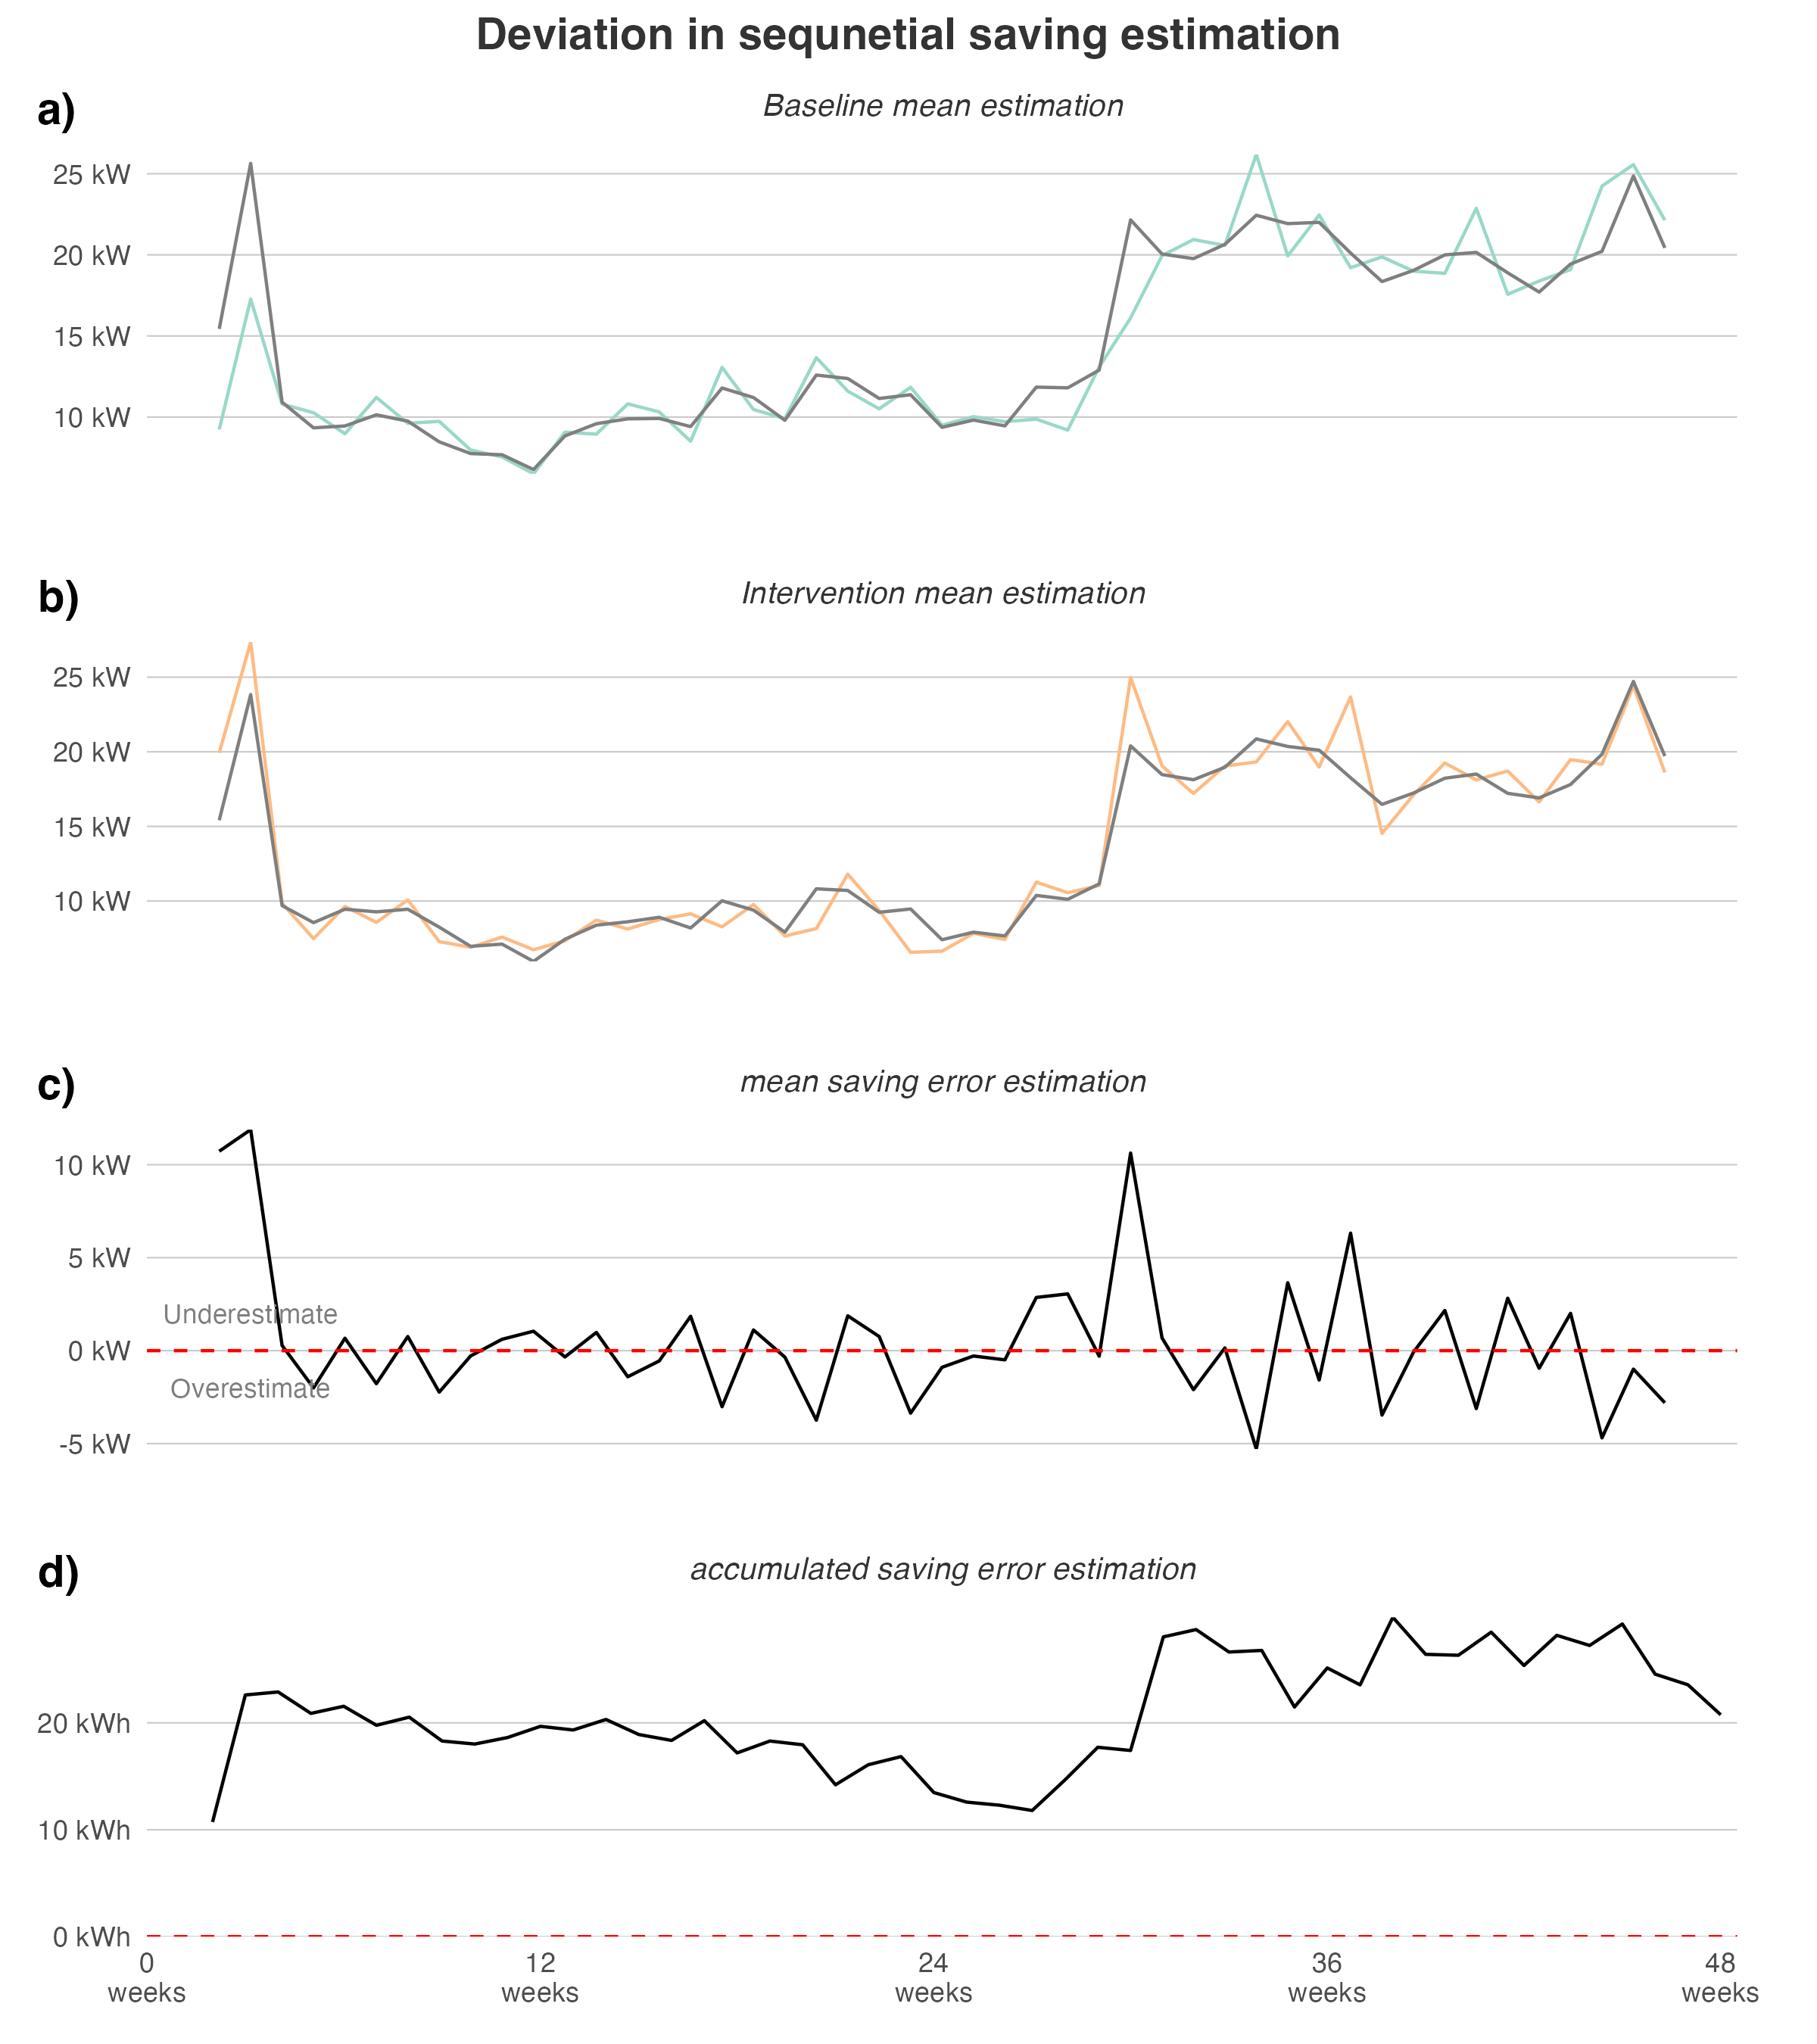 Deviation in sequnetial saving estimation
a)
Baseline mean estimation
25 kW
20 kW
15 kW
10 kW
b)
Intervention mean estimation
25 kW
20 kW
15 kW
10 kW
c)
mean saving error estimation
10 kW
5 kW
Underestimate
0 kW
Overestimate
-5 kW
d)
accumulated saving error estimation
20 kWh
10 kWh
0 kWh
0 12 24 36 48
weeks weeks weeks weeks weeks